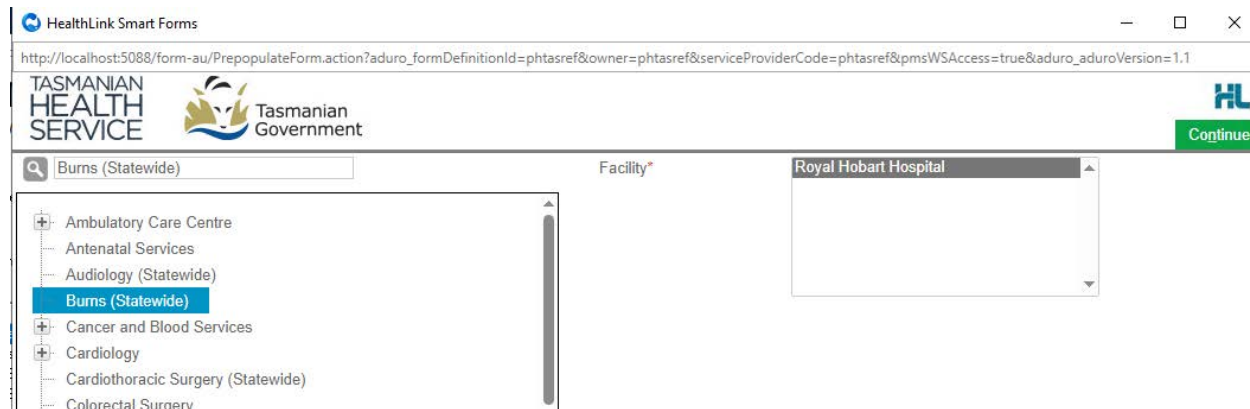 HealthLink Smart Forms
http://localhost:5088/form-au/PrepopulateForm.action?aduro_formDefinitionId=phtasref&owner=phtasref&serviceProviderCode=phtasref&pmsWSAccess=true&aduro_aduroVersion=1.1
TASMANIAN
HEALTH
SERVICE
Tasmanian
Government
HL
Continue
Burns (Statewide)
Facility*
Royal Hobart Hospital
Ambulatory Care Centre
Antenatal Services
Audiology (Statewide)
Burns (Statewide)
Cancer and Blood Services
Cardiology
Cardiothoracic Surgery (Statewide)
Colorectal Surgery